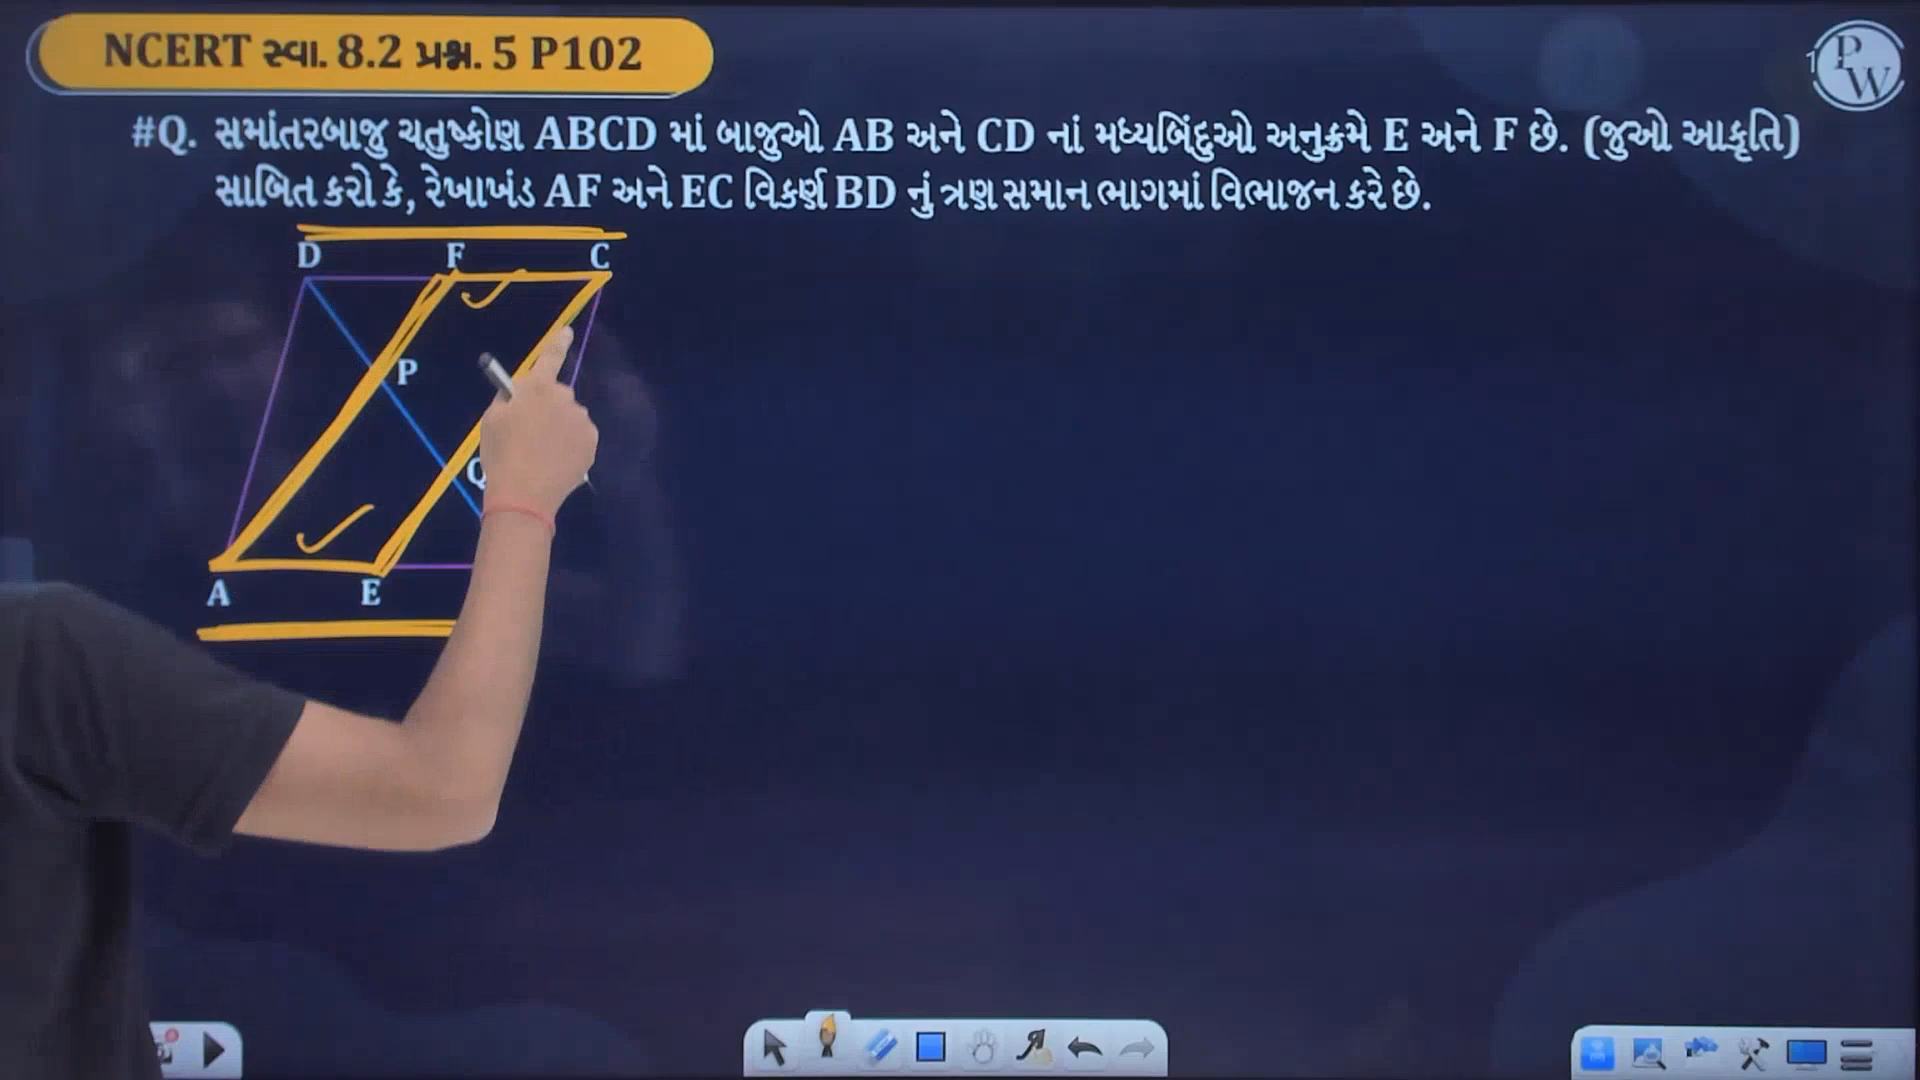 NCERT સ્વા. 8.2 પ્રશ્ન. 5 P102
PW
#Q. સમાંતરબાજુ ચતુષ્કોણ ABCD માં બાજુઓ AB અને CD નાં મધ્યબિંદુઓ અનુક્રમે E અને F છે. (જુઓ આકૃતિ)
સાબિત કરો કે, રેખાખંડ AF અને EC વિકર્ણ BD નું ત્રણ સમાન ભાગમાં વિભાજન કરે છે.
D F C
P
Q
A E